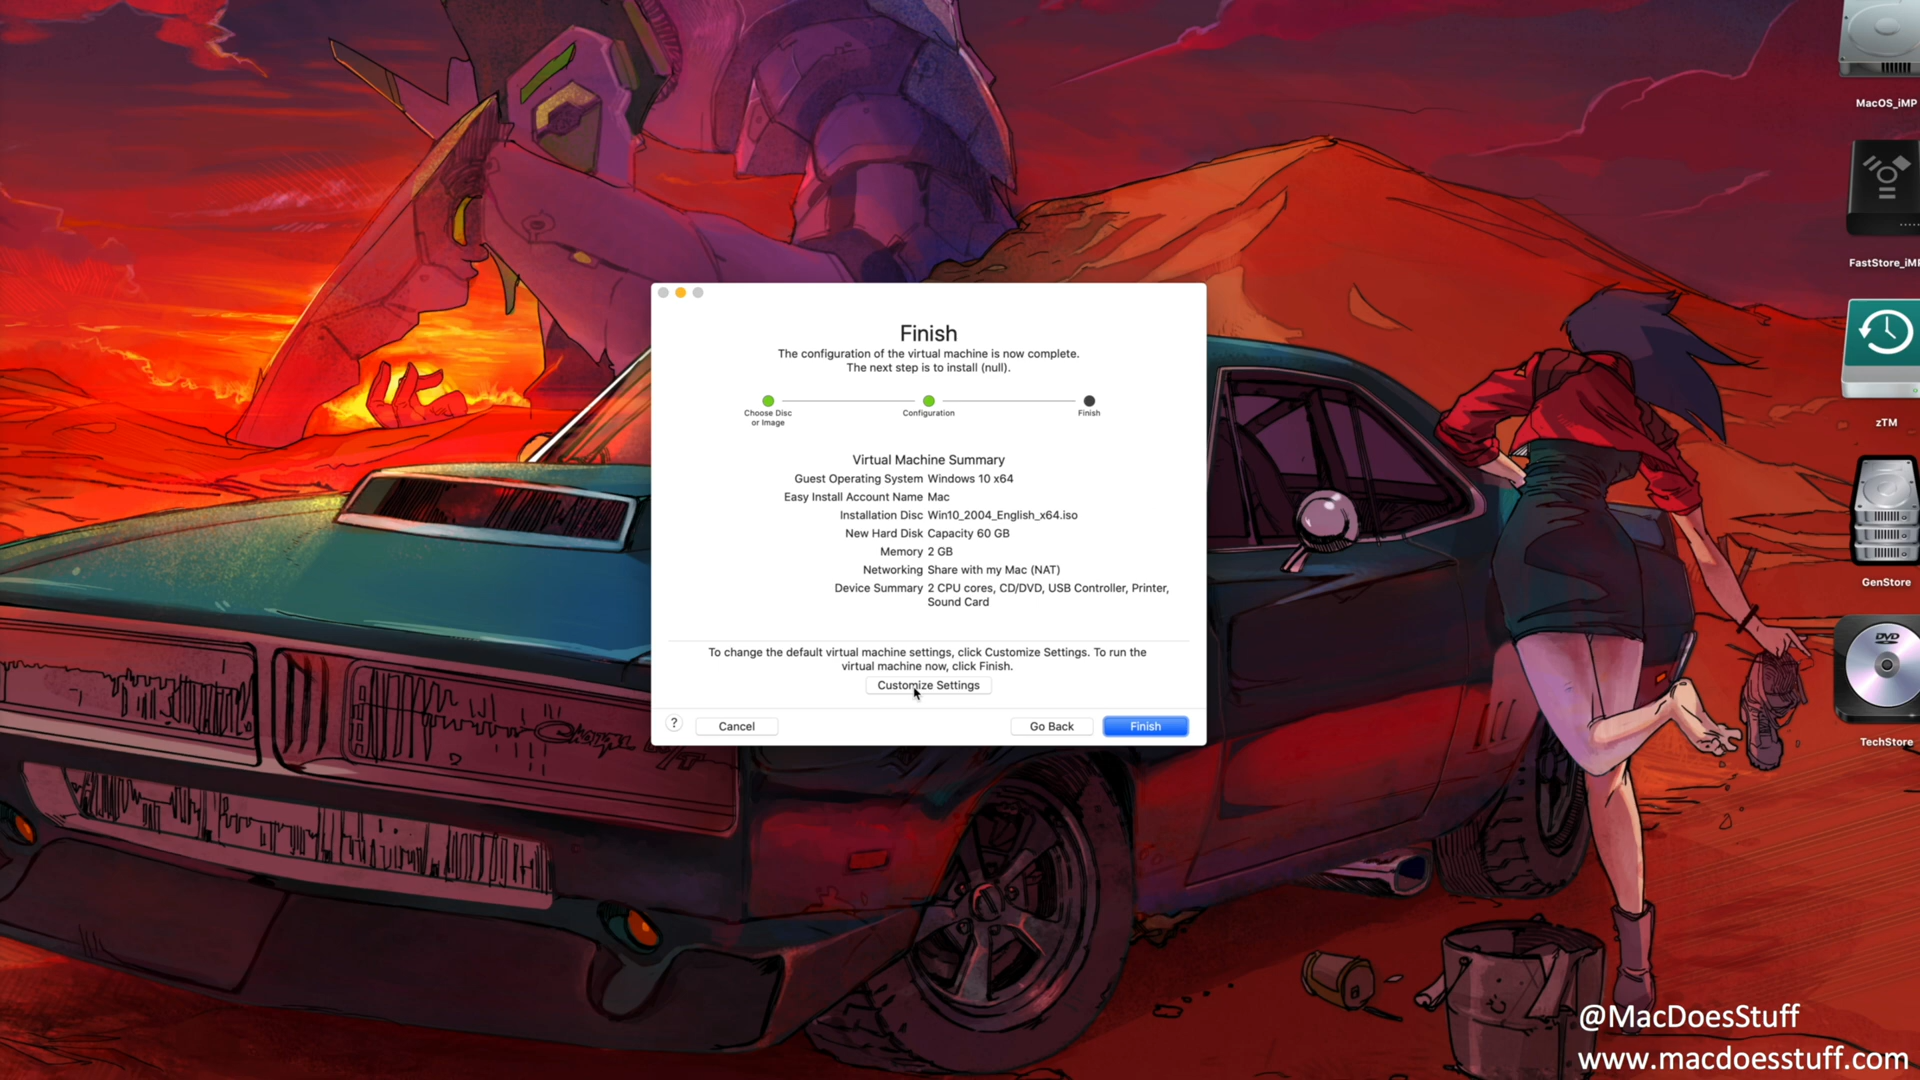 MacOS_iMP
FastStore_iMP
zTM
GenStore
DVD
TechStore
Finish
The configuration of the virtual machine is now complete.
The next step is to install (null).
Choose Disc
or Image
Configuration
Finish
Virtual Machine Summary
Guest Operating System Windows 10 x64
Easy Install Account Name Mac
Installation Disc Win10_2004_English_x64.iso
New Hard Disk Capacity 60 GB
Memory 2 GB
Networking Share with my Mac (NAT)
Device Summary 2 CPU cores, CD/DVD, USB Controller, Printer,
Sound Card
To change the default virtual machine settings, click Customize Settings. To run the
virtual machine now, click Finish.
Customize Settings
? Cancel Go Back Finish
Charger R/T
@MacDoesStuff
www.macdoesstuff.com